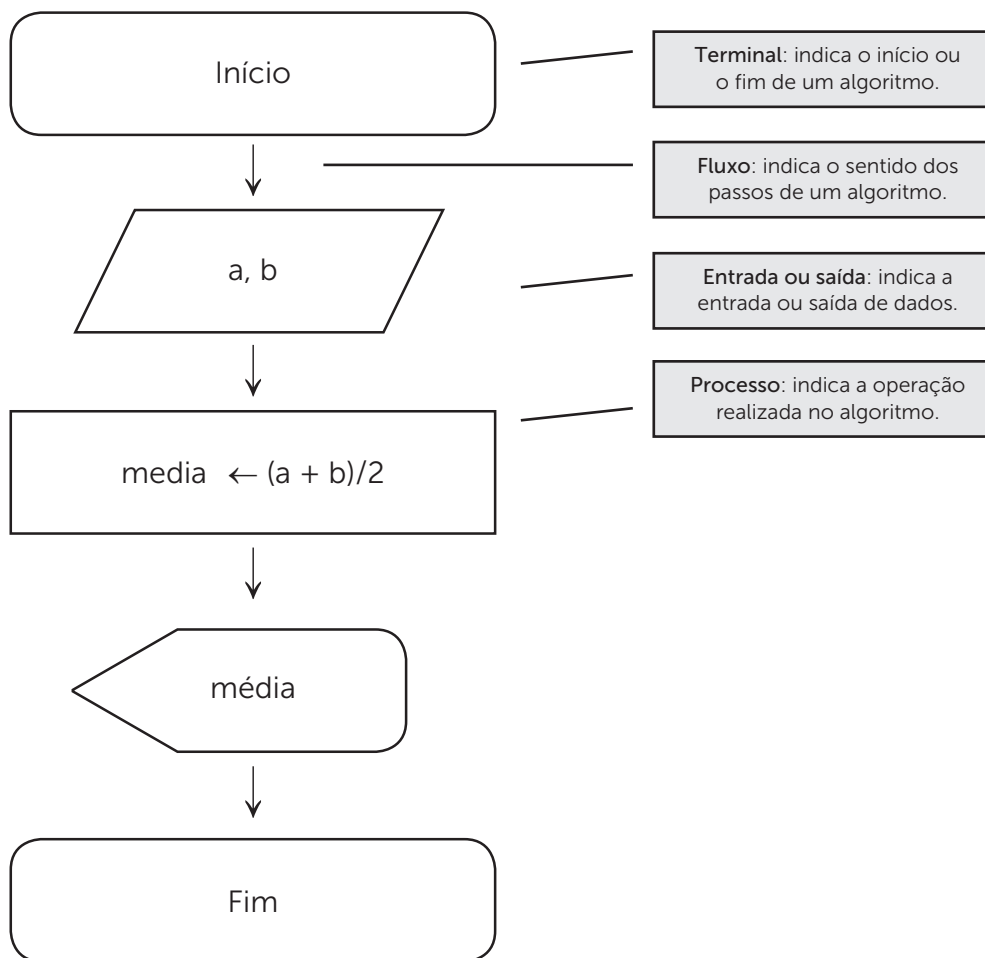 Início
Terminal: indica o início ou
o fim de um algoritmo.
Fluxo: indica o sentido dos
passos de um algoritmo.
a, b
Entrada ou saída: indica a
entrada ou saída de dados.
Processo: indica a operação
realizada no algoritmo.
media ← (a + b)/2
média
Fim